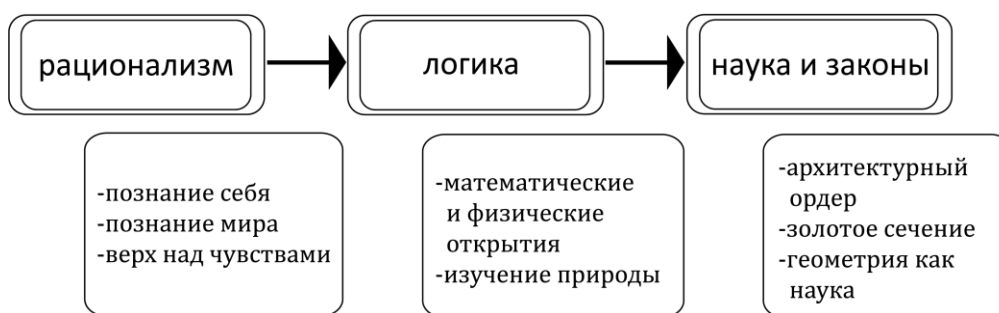 рационализм
логика
наука и законы
-познание себя
-познание мира
-верх над чувствами
-математические
и физические
открытия
-изучение природы
-архитектурный
ордер
-золотое сечение
-геометрия как
наука